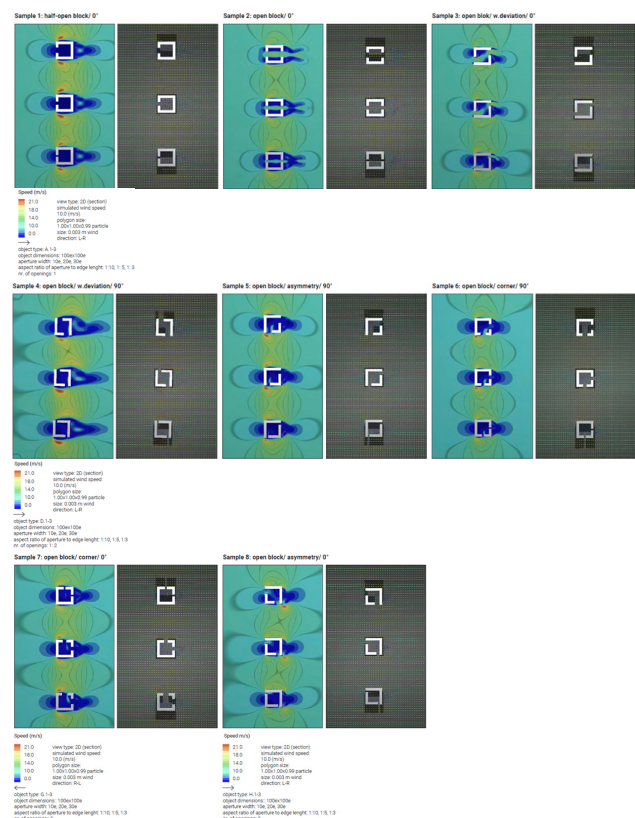 Sample 1: half-open block/ 0°
Sample 2: open block/ 0°
Sample 3: open blok/ w.deviation/ 0°
Speed (m/s)
21.0
18.0
14.0
10.0
0.0
view type: 2D (section)
simulated wind speed:
10.0 (m/s)
polygon size:
1.00x1.00x0.99 particle
size: 0.003 m wind
direction: L-R
object type: A.1-3
object dimensions: 100ex100e
aperture width: 10e, 20e, 30e
aspect ratio of aperture to edge lenght: 1:10, 1: 5, 1:3
nr. of openings: 1
Sample 4: open block/ w.deviation/ 90°
Sample 5: open block/ asymmetry/ 90°
Sample 6: open block/ corner/ 90°
Speed (m/s)
21.0
18.0
14.0
10.0
0.0
view type: 2D (section)
simulated wind speed:
10.0 (m/s)
polygon size:
1.00x1.00x0.99 particle
size: 0.003 m wind
direction: L-R
object type: D.1-3
object dimensions: 100ex100e
aperture width: 10e, 20e, 30e
aspect ratio of aperture to edge lenght: 1:10, 1:5, 1:3
nr. of openings: 1: 2
Sample 7: open block/ corner/ 0°
Sample 8: open block/ asymmetry/ 0°
Speed (m/s)
21.0
18.0
14.0
10.0
0.0
view type: 2D (section)
simulated wind speed:
10.0 (m/s)
polygon size:
1.00x1.00x0.99 particle
size: 0.003 m wind
direction: R-L
object type: G.1-3
object dimensions: 100ex100e
aperture width: 10e, 20e, 30e
aspect ratio of aperture to edge lenght: 1:10, 1:5, 1:3
Speed (m/s)
21.0
18.0
14.0
10.0
0.0
view type: 2D (section)
simulated wind speed:
10.0 (m/s)
polygon size:
1.00x1.00x0.99 particle
size: 0.003 m wind
direction: L-R
object type: H.1-3
object dimensions: 100ex100e
aperture width: 10e, 20e, 30e
aspect ratio of aperture to edge lenght: 1:10, 1:5, 1:3